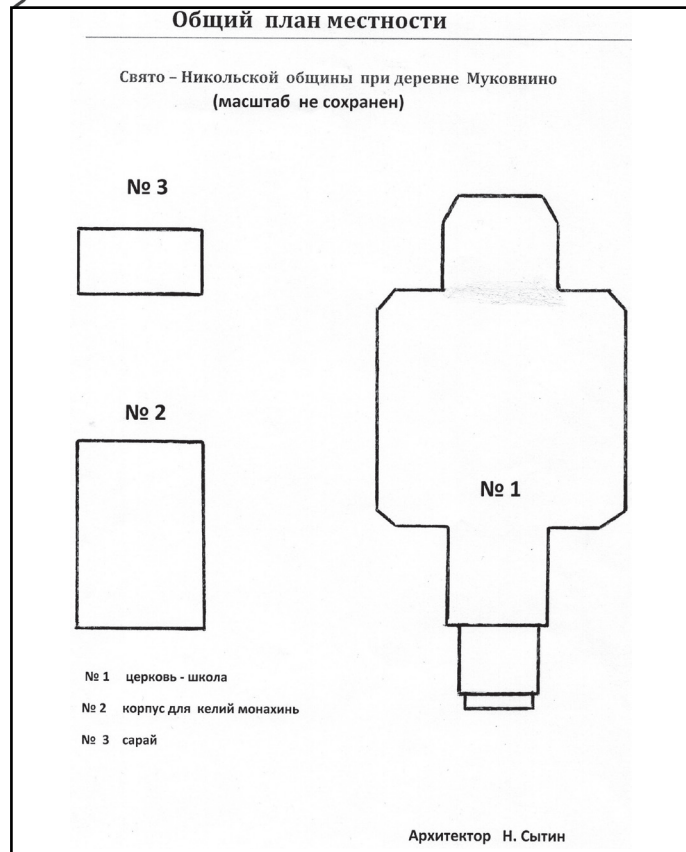 Общий план местности
Свято – Никольской общины при деревне Муковнино
(масштаб не сохранен)
№ 3
№ 2
№ 1
№ 1 церковь - школа
№ 2 корпус для келий монахинь
№ 3 сарай
Архитектор Н. Сытин